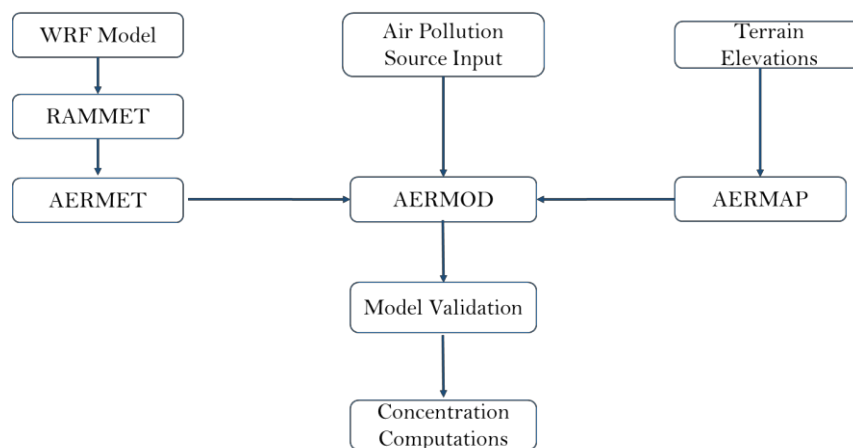 WRF Model
Air Pollution
Source Input
Terrain
Elevations
RAMMET
AERMET
AERMOD
AERMAP
Model Validation
Concentration
Computations